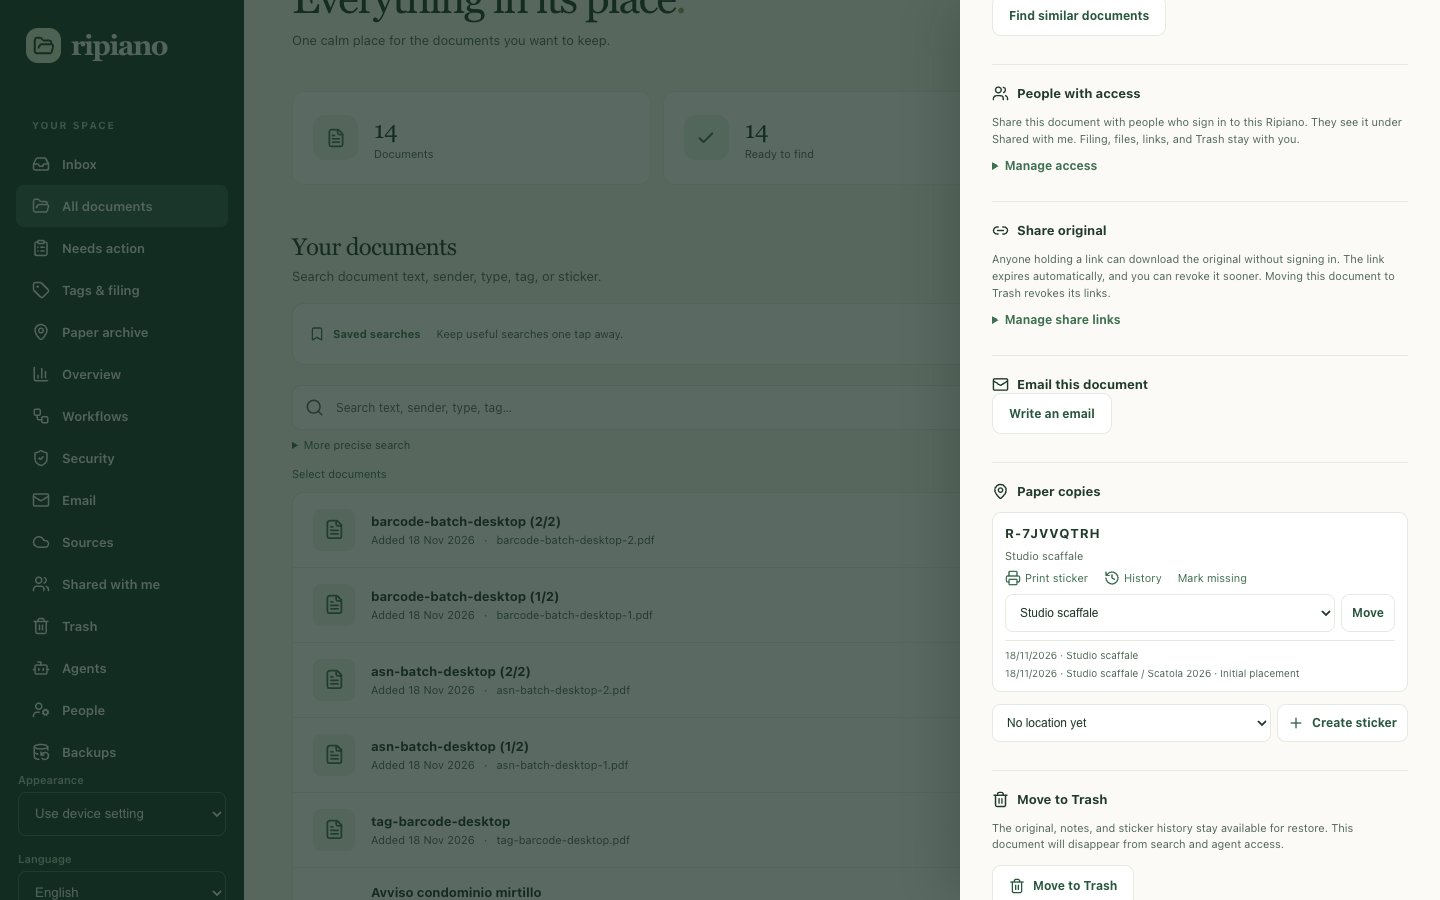 ripiano
YOUR SPACE
Inbox
All documents
Needs action
Tags & filing
Paper archive
Overview
Workflows
Security
Email
Sources
Shared with me
Trash
Agents
People
Backups
Appearance
Use device setting
Language
English
Everything in its place.
One calm place for the documents you want to keep.
14
Documents
14
Ready to find
Your documents
Search document text, sender, type, tag, or sticker.
Saved searches Keep useful searches one tap away.
Search text, sender, type, tag...
More precise search
Select documents
barcode-batch-desktop (2/2)
Added 18 Nov 2026 · barcode-batch-desktop-2.pdf
barcode-batch-desktop (1/2)
Added 18 Nov 2026 · barcode-batch-desktop-1.pdf
asn-batch-desktop (2/2)
Added 18 Nov 2026 · asn-batch-desktop-2.pdf
asn-batch-desktop (1/2)
Added 18 Nov 2026 · asn-batch-desktop-1.pdf
tag-barcode-desktop
Added 18 Nov 2026 · tag-barcode-desktop.pdf
Avviso condominio mirtillo
Find similar documents
People with access
Share this document with people who sign in to this Ripiano. They see it under
Shared with me. Filing, files, links, and Trash stay with you.
Manage access
Share original
Anyone holding a link can download the original without signing in. The link
expires automatically, and you can revoke it sooner. Moving this document to
Trash revokes its links.
Manage share links
Email this document
Write an email
Paper copies
R-7JVVQTRH
Studio scaffale
Print sticker History Mark missing
Studio scaffale Move
18/11/2026 · Studio scaffale
18/11/2026 · Studio scaffale / Scatola 2026 · Initial placement
No location yet Create sticker
Move to Trash
The original, notes, and sticker history stay available for restore. This
document will disappear from search and agent access.
Move to Trash